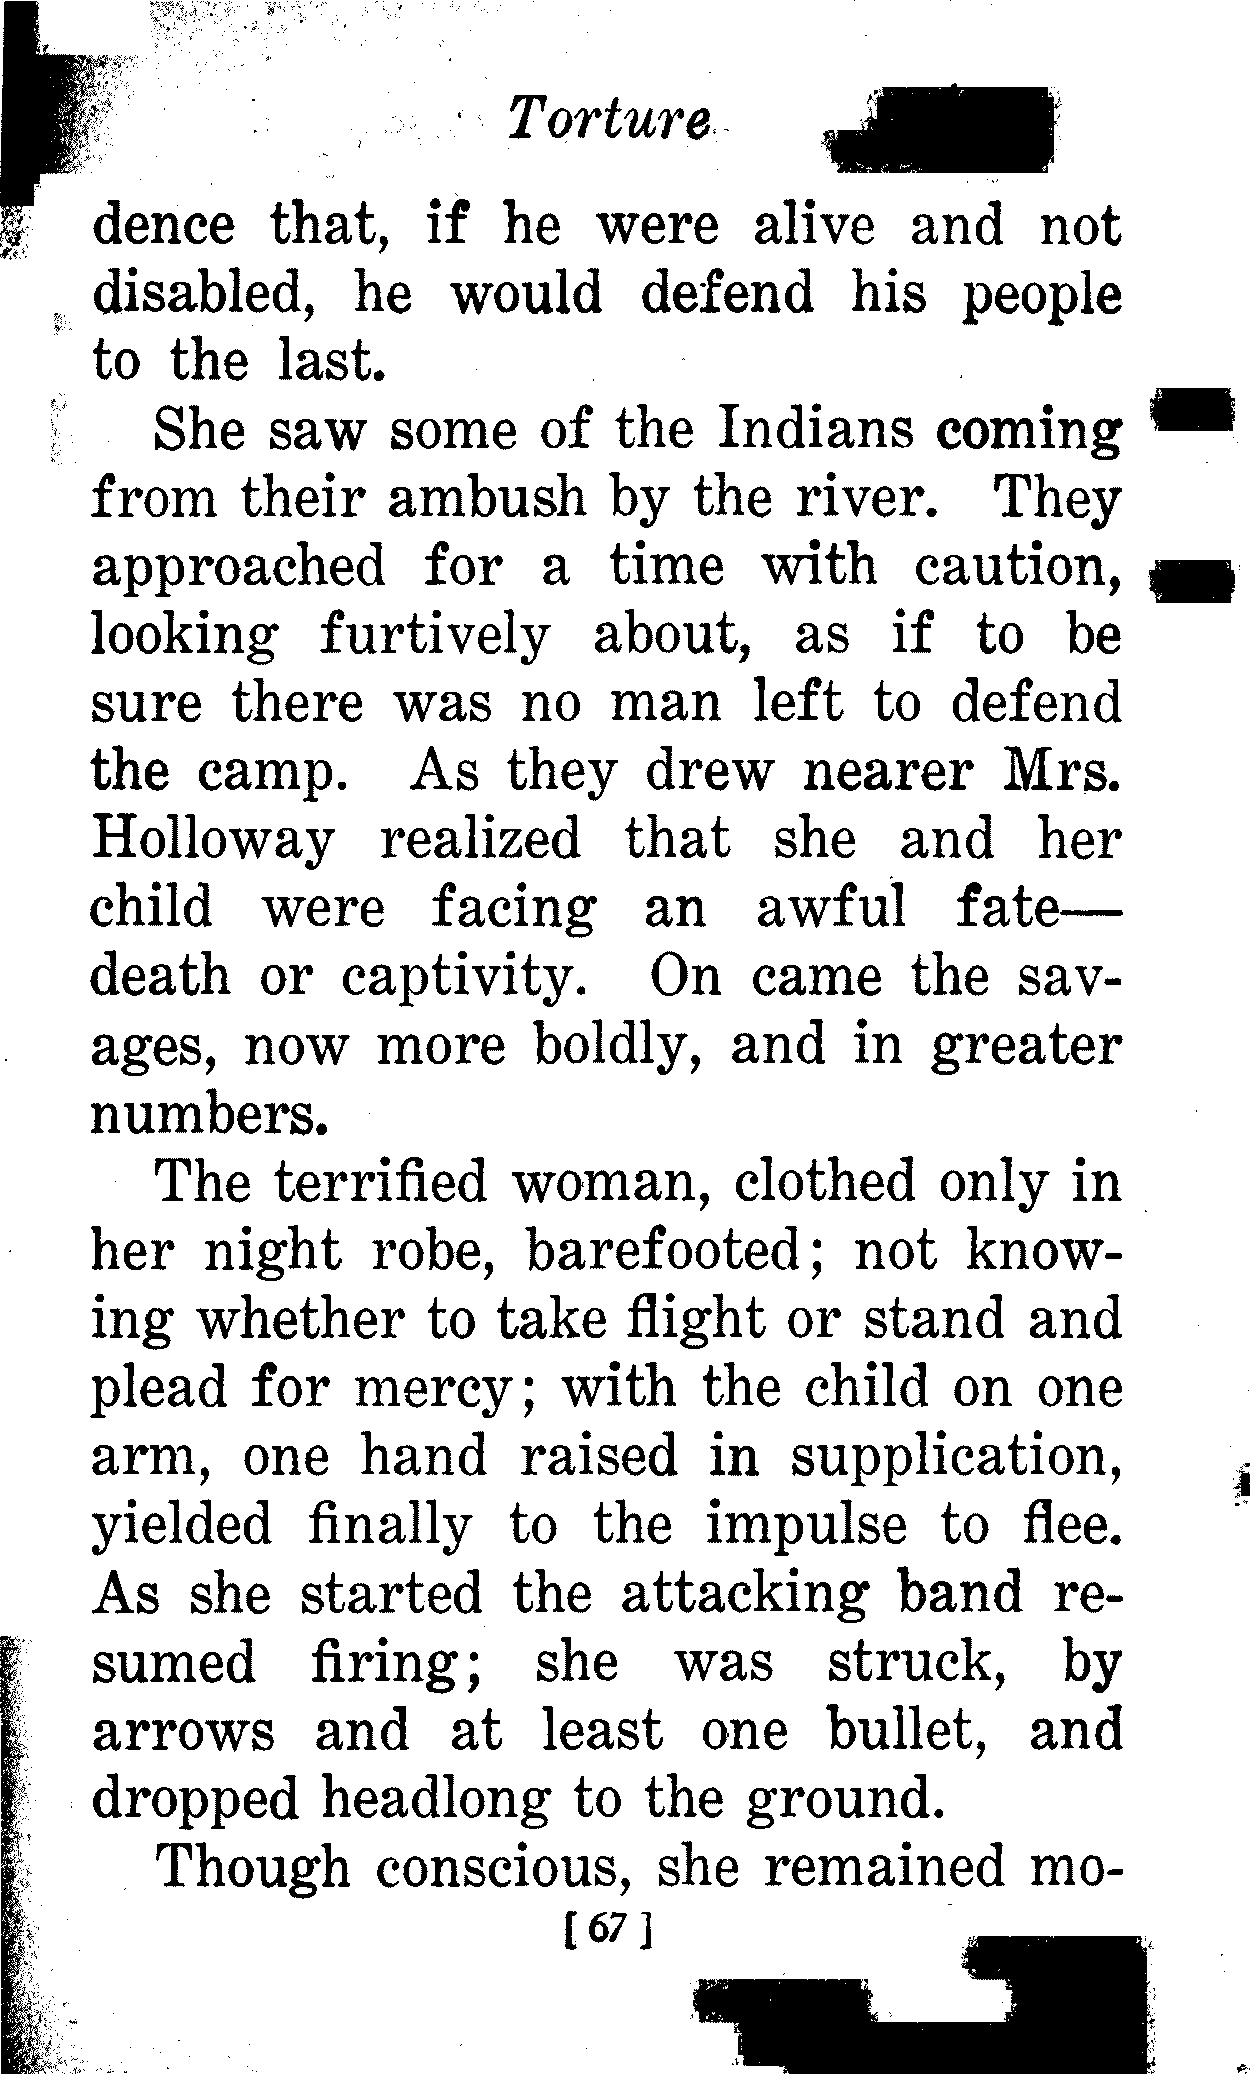 Torture
dence that, if he were alive and not
disabled, he would defend his people
to the last.
She saw some of the Indians coming
from their ambush by the river. They
approached for a time with caution,
looking furtively about, as if to be
sure there was no man left to defend
the camp. As they drew nearer Mrs.
Holloway realized that she and her
child were facing an awful fate—
death or captivity. On came the sav-
ages, now more boldly, and in greater
numbers.
The terrified woman, clothed only in
her night robe, barefooted; not know-
ing whether to take flight or stand and
plead for mercy; with the child on one
arm, one hand raised in supplication,
yielded finally to the impulse to flee.
As she started the attacking band re-
sumed firing; she was struck, by
arrows and at least one bullet, and
dropped headlong to the ground.
Though conscious, she remained mo-
[ 67 ]